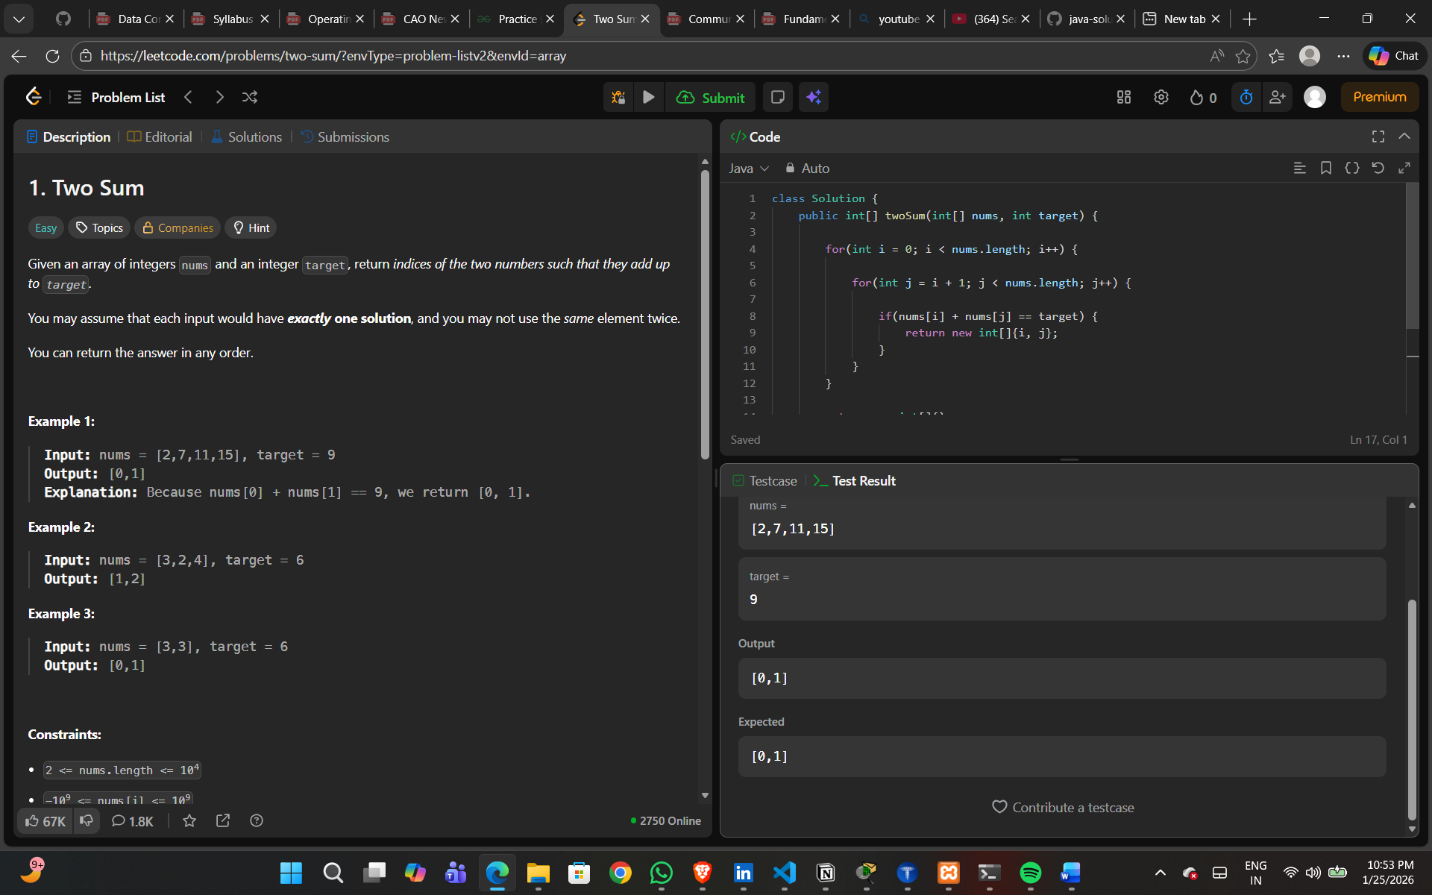 Data Co
Syllabus
Operatin
CAO Ne
Practice
Two Sum
Commu
Fundam
youtube
(364) Se
java-solu
New tab
https://leetcode.com/problems/two-sum/?envType=problem-listv2&envId=array
Chat
Problem List
Submit
0
Premium
Description
Editorial
Solutions
Submissions
1. Two Sum
Easy
Topics
Companies
Hint
Given an array of integers nums and an integer target, return indices of the two numbers such that they add up
to target.
You may assume that each input would have exactly one solution, and you may not use the same element twice.
You can return the answer in any order.
Example 1:
Input: nums = [2,7,11,15], target = 9
Output: [0,1]
Explanation: Because nums[0] + nums[1] == 9, we return [0, 1].
Example 2:
Input: nums = [3,2,4], target = 6
Output: [1,2]
Example 3:
Input: nums = [3,3], target = 6
Output: [0,1]
Constraints:
2 <= nums.length <= 10⁴
-10⁹ <= nums[i] <= 10⁹
67K
1.8K
2750 Online
</> Code
Java
Auto
1 class Solution {
2 public int[] twoSum(int[] nums, int target) {
3
4 for(int i = 0; i < nums.length; i++) {
5
6 for(int j = i + 1; j < nums.length; j++) {
7
8 if(nums[i] + nums[j] == target) {
9 return new int[]{i, j};
10 }
11 }
12 }
13
Saved
Ln 17, Col 1
Testcase
Test Result
nums =
[2,7,11,15]
target =
9
Output
[0,1]
Expected
[0,1]
Contribute a testcase
9+
ENG
IN
10:53 PM
1/25/2026